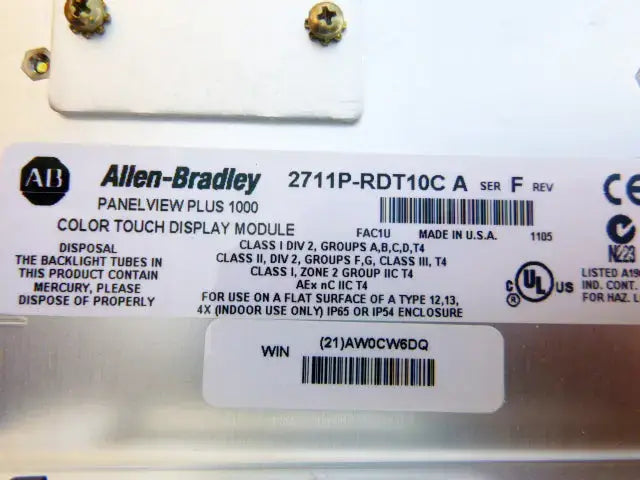 AB Allen-Bradley 2711P-RDT10C A SER F REV
PANELVIEW PLUS 1000
COLOR TOUCH DISPLAY MODULE
FAC1U MADE IN U.S.A. 1105
DISPOSAL
THE BACKLIGHT TUBES IN
THIS PRODUCT CONTAIN
MERCURY, PLEASE
DISPOSE OF PROPERLY
CLASS I DIV 2, GROUPS A,B,C,D,T4
CLASS II, DIV 2, GROUPS F,G, CLASS III, T4
CLASS I, ZONE 2 GROUP IIC T4
AEx nC IIC T4
FOR USE ON A FLAT SURFACE OF A TYPE 12,13,
4X (INDOOR USE ONLY) IP65 OR IP54 ENCLOSURE
CE
N223
C UL US
®
LISTED A19
IND. CONT.
FOR HAZ.
WIN (21)AW0CW6DQ